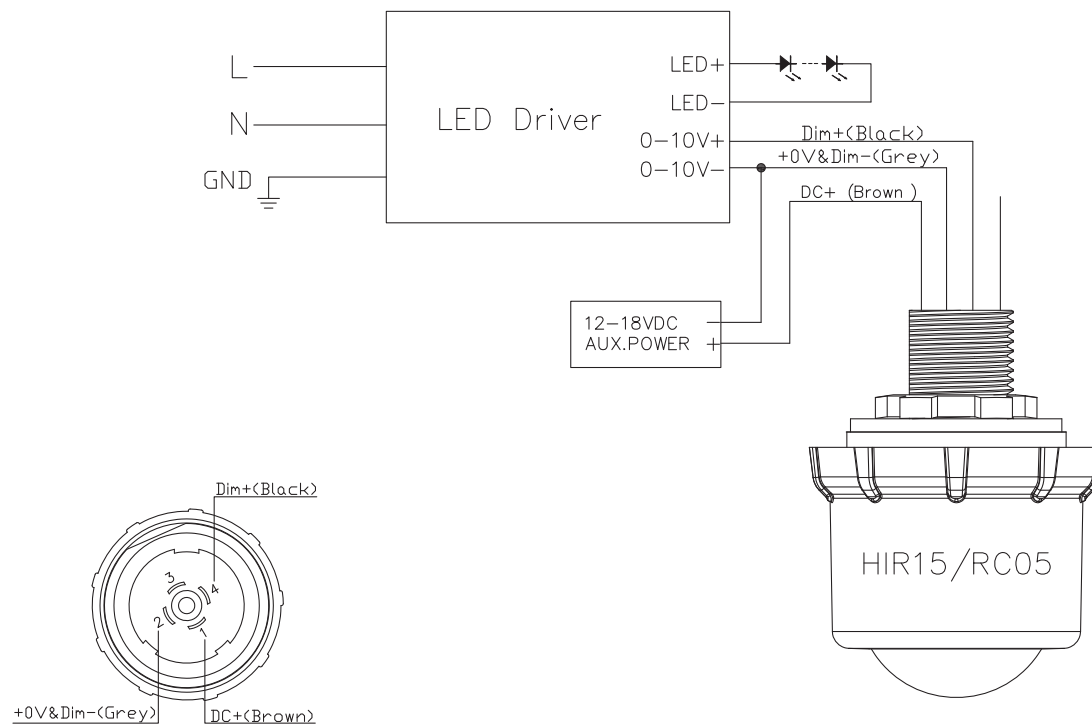 L
N
GND
LED Driver
LED+
LED-
0-10V+
0-10V-
Dim+(Black)
+0V&Dim-(Grey)
DC+ (Brown )
12-18VDC -
AUX.POWER +
HIR15/RC05
Dim+(Black)
3
4
2
1
+0V&Dim-(Grey)
DC+(Brown)